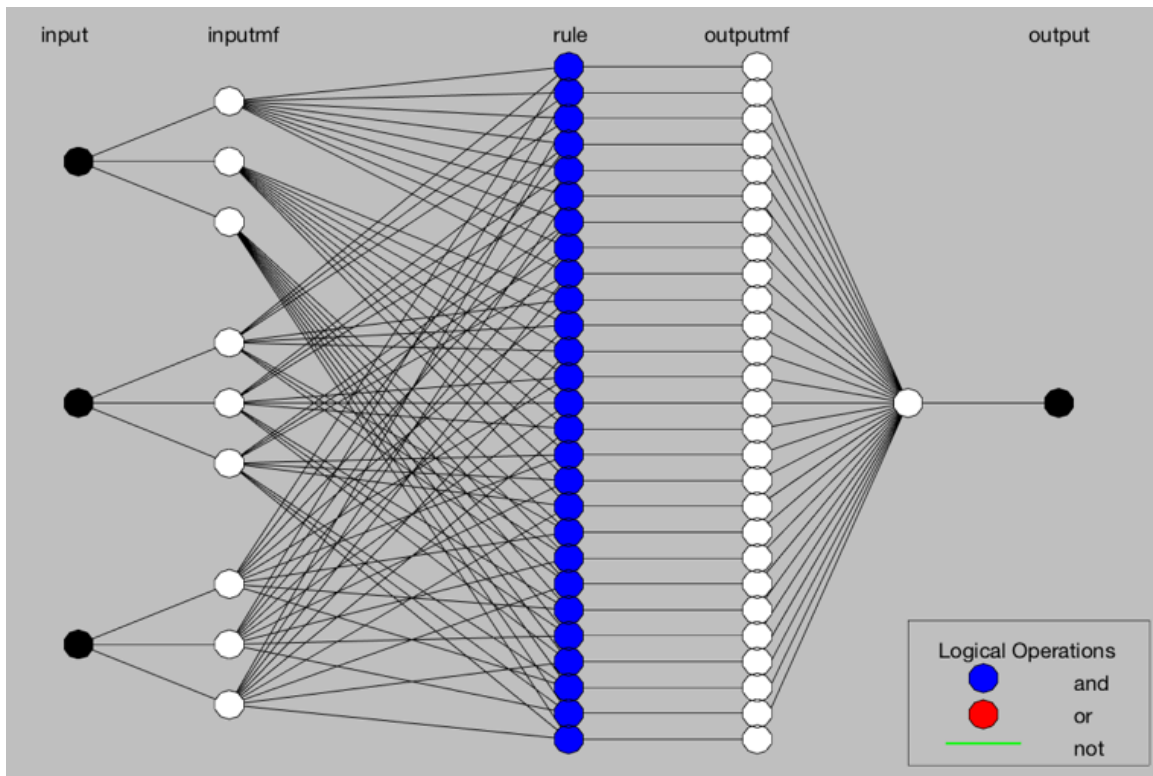 input
inputmf
rule
outputmf
output
Logical Operations
and
or
not